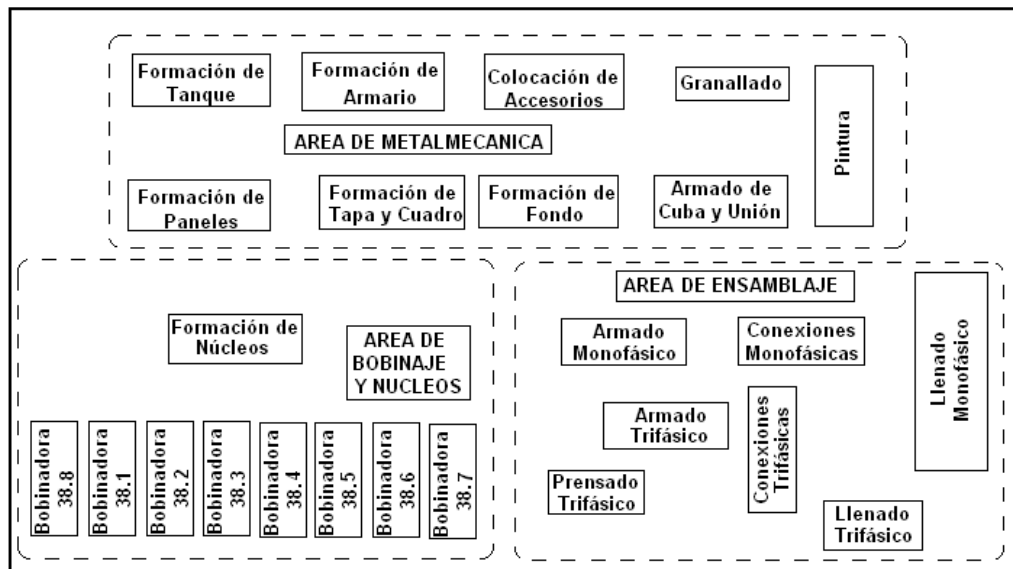 Formación de
Tanque
Formación de
Armario
Colocación de
Accesorios
Granallado
Pintura
AREA DE METALMECANICA
Formación de
Paneles
Formación de
Tapa y Cuadro
Formación de
Fondo
Armado de
Cuba y Unión
Formación de
Núcleos
AREA DE
BOBINAJE
Y NUCLEOS
Bobinadora
38.8
Bobinadora
38.1
Bobinadora
38.2
Bobinadora
38.3
Bobinadora
38.4
Bobinadora
38.5
Bobinadora
38.6
Bobinadora
38.7
AREA DE ENSAMBLAJE
Armado
Monofásico
Conexiones
Monofásicas
Llenado
Monofásico
Armado
Trifásico
Conexiones
Trifásicas
Prensado
Trifásico
Llenado
Trifásico